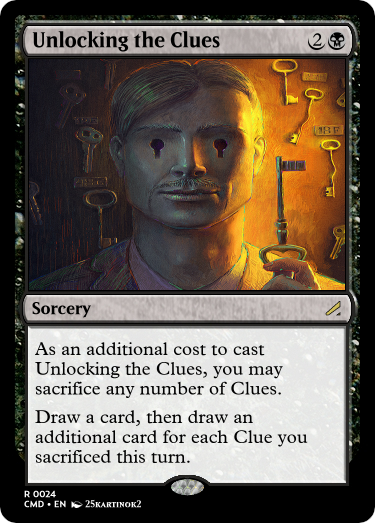 Unlocking the Clues 2
Sorcery
As an additional cost to cast
Unlocking the Clues, you may
sacrifice any number of Clues.
Draw a card, then draw an
additional card for each Clue you
sacrificed this turn.
R 0024
CMD • EN 25KARTINOK2